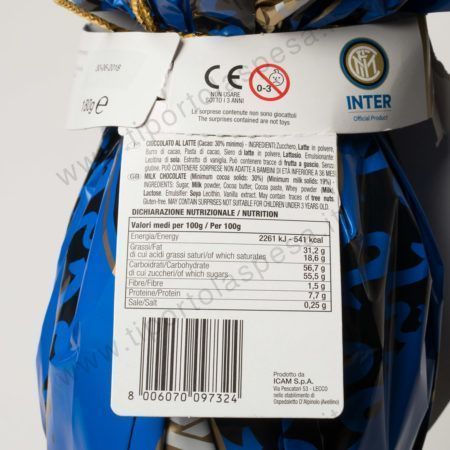 30-06-2018
180g e
CE
0-3
NON USARE
SOTTO I 3 ANNI
Le sorprese contenute non sono giocattoli
The surprises contained are not toys
INTER
Official Product
CIOCCOLATO AL LATTE (Cacao 30% minimo) - INGREDIENTI: Zucchero, Latte in polvere,
Burro di cacao, Pasta di cacao, Siero di latte in polvere, Lattosio, Emulsionante:
Lecitina di soia, Estratto di vaniglia. Può contenere tracce di frutta a guscio. Senza
glutine. PUÒ CONTENERE SORPRESE NON ADATTE A BAMBINI DI ETÀ INFERIORE A 36 MESI
GB MILK CHOCOLATE (Minimum cocoa solids: 30%) (Minimum milk solids: 19%) -
INGREDIENTS: Sugar, Milk powder, Cocoa butter, Cocoa paste, Whey powder (Milk),
Lactose, Emulsifier: Soya Lecithin, Vanilla extract. May contain traces of tree nuts.
Gluten free. MAY CONTAIN SURPRISES NOT SUITABLE FOR CHILDREN UNDER 3 YEARS OLD.
DICHIARAZIONE NUTRIZIONALE / NUTRITION
Valori medi per 100g / Per 100g
Energia/Energy 2261 kJ - 541 kcal
Grassi/Fat 31,2 g
di cui acidi grassi saturi/of which saturates 18,6 g
Carboidrati/Carbohydrate 56,7 g
di cui zuccheri/of which sugars 55,5 g
Fibre/Fibre 1,5 g
Proteine/Protein 7,7 g
Sale/Salt 0,25 g
8 006070 097324
Prodotto da
ICAM S.p.A.
Via Pescatori 53 - LECCO
nello stabilimento di
Ospedaletto D'Alpinolo (Avellino)
www.tiportolaspesa.it